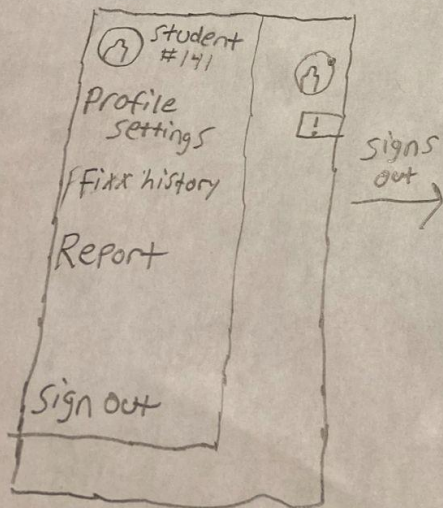 Student
#141
Profile
settings
Fixx history
Report
Sign out
!
signs
out